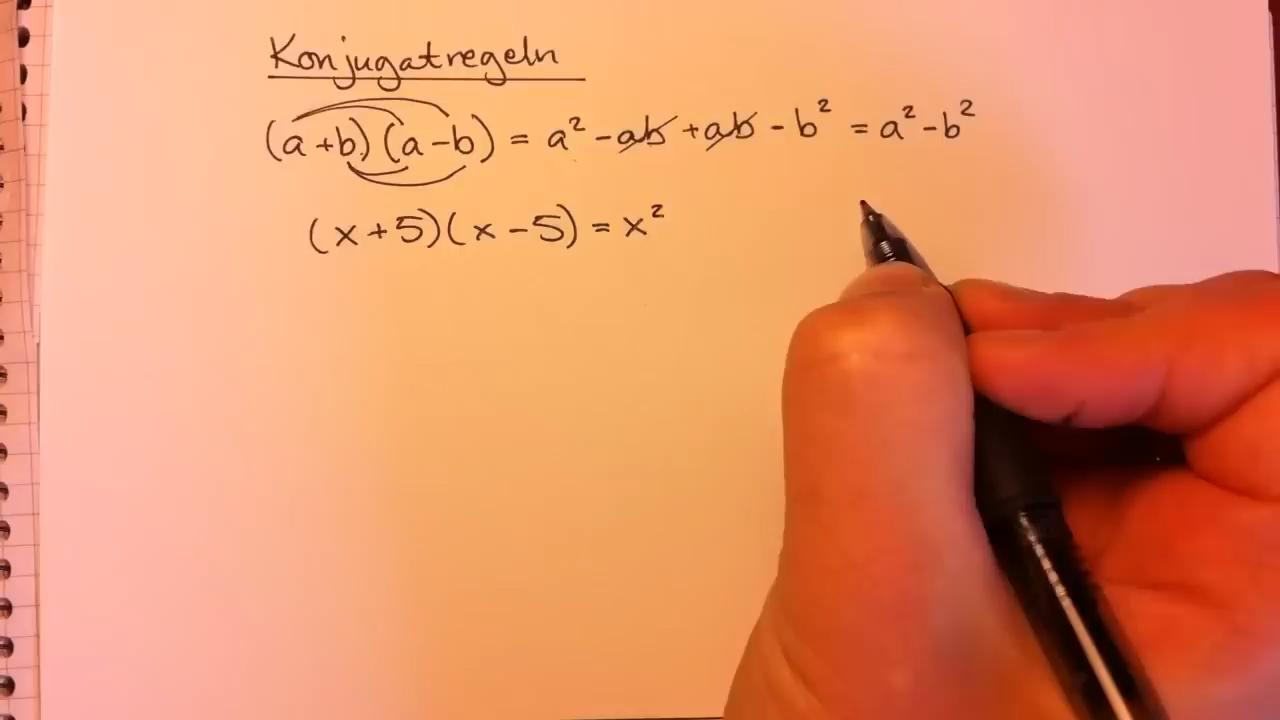 Konjugatregeln
(a+b)(a-b) = a² - ab + ab - b² = a² - b²
(x+5)(x-5) = x²